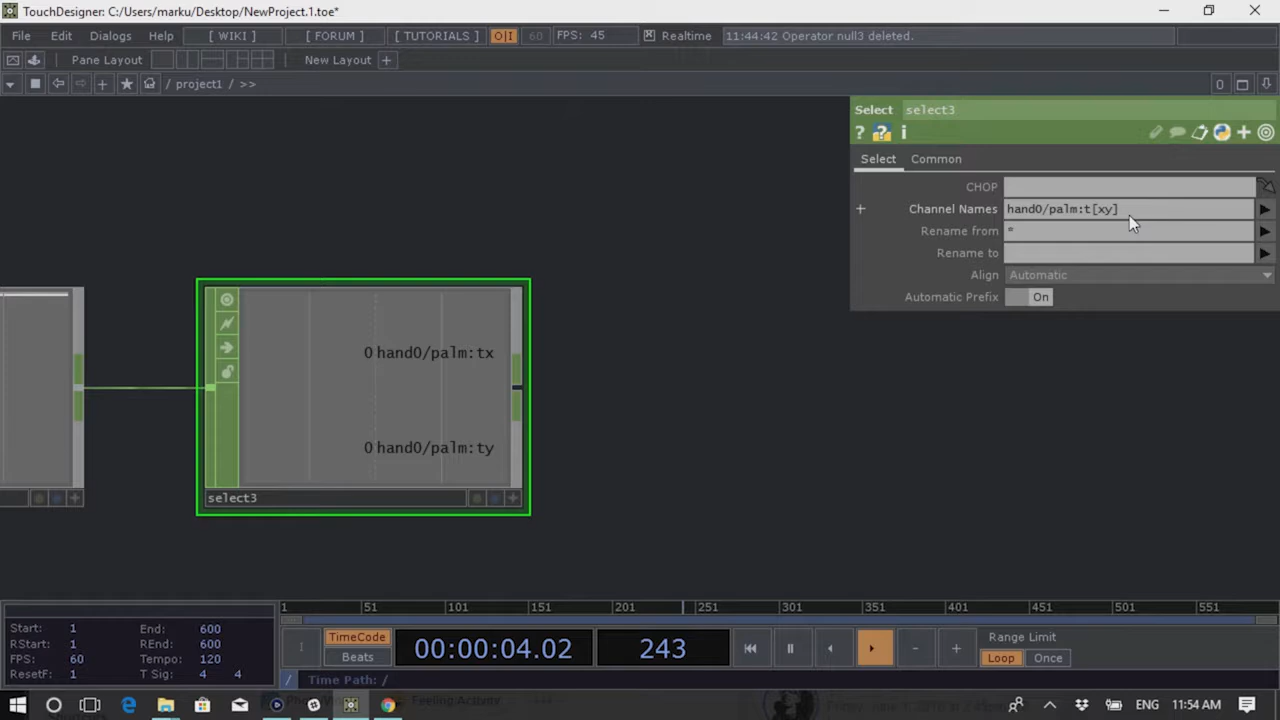 TouchDesigner: C:/Users/marku/Desktop/NewProject.1.toe*
File Edit Dialogs Help [ WIKI ] [ FORUM ] [ TUTORIALS ] O|I 60 FPS: 45 Realtime 11:44:42 Operator null3 deleted.
Pane Layout New Layout +
/ project1 / >> 0
Select select3
? ? i
Select Common
CHOP
+ Channel Names hand0/palm:t[xy]
Rename from *
Rename to
Align Automatic
Automatic Prefix On
0 hand0/palm:tx
0 hand0/palm:ty
select3
1 51 101 151 201 251 301 351 401 451 501 551
Start: 1 End: 600
RStart: 1 REnd: 600
FPS: 60 Tempo: 120
ResetF: 1 T Sig: 4 4
TimeCode
Beats
00:00:04.02 243
- +
Range Limit
Loop Once
/ Time Path: /
Feeling Activity
ENG 11:54 AM